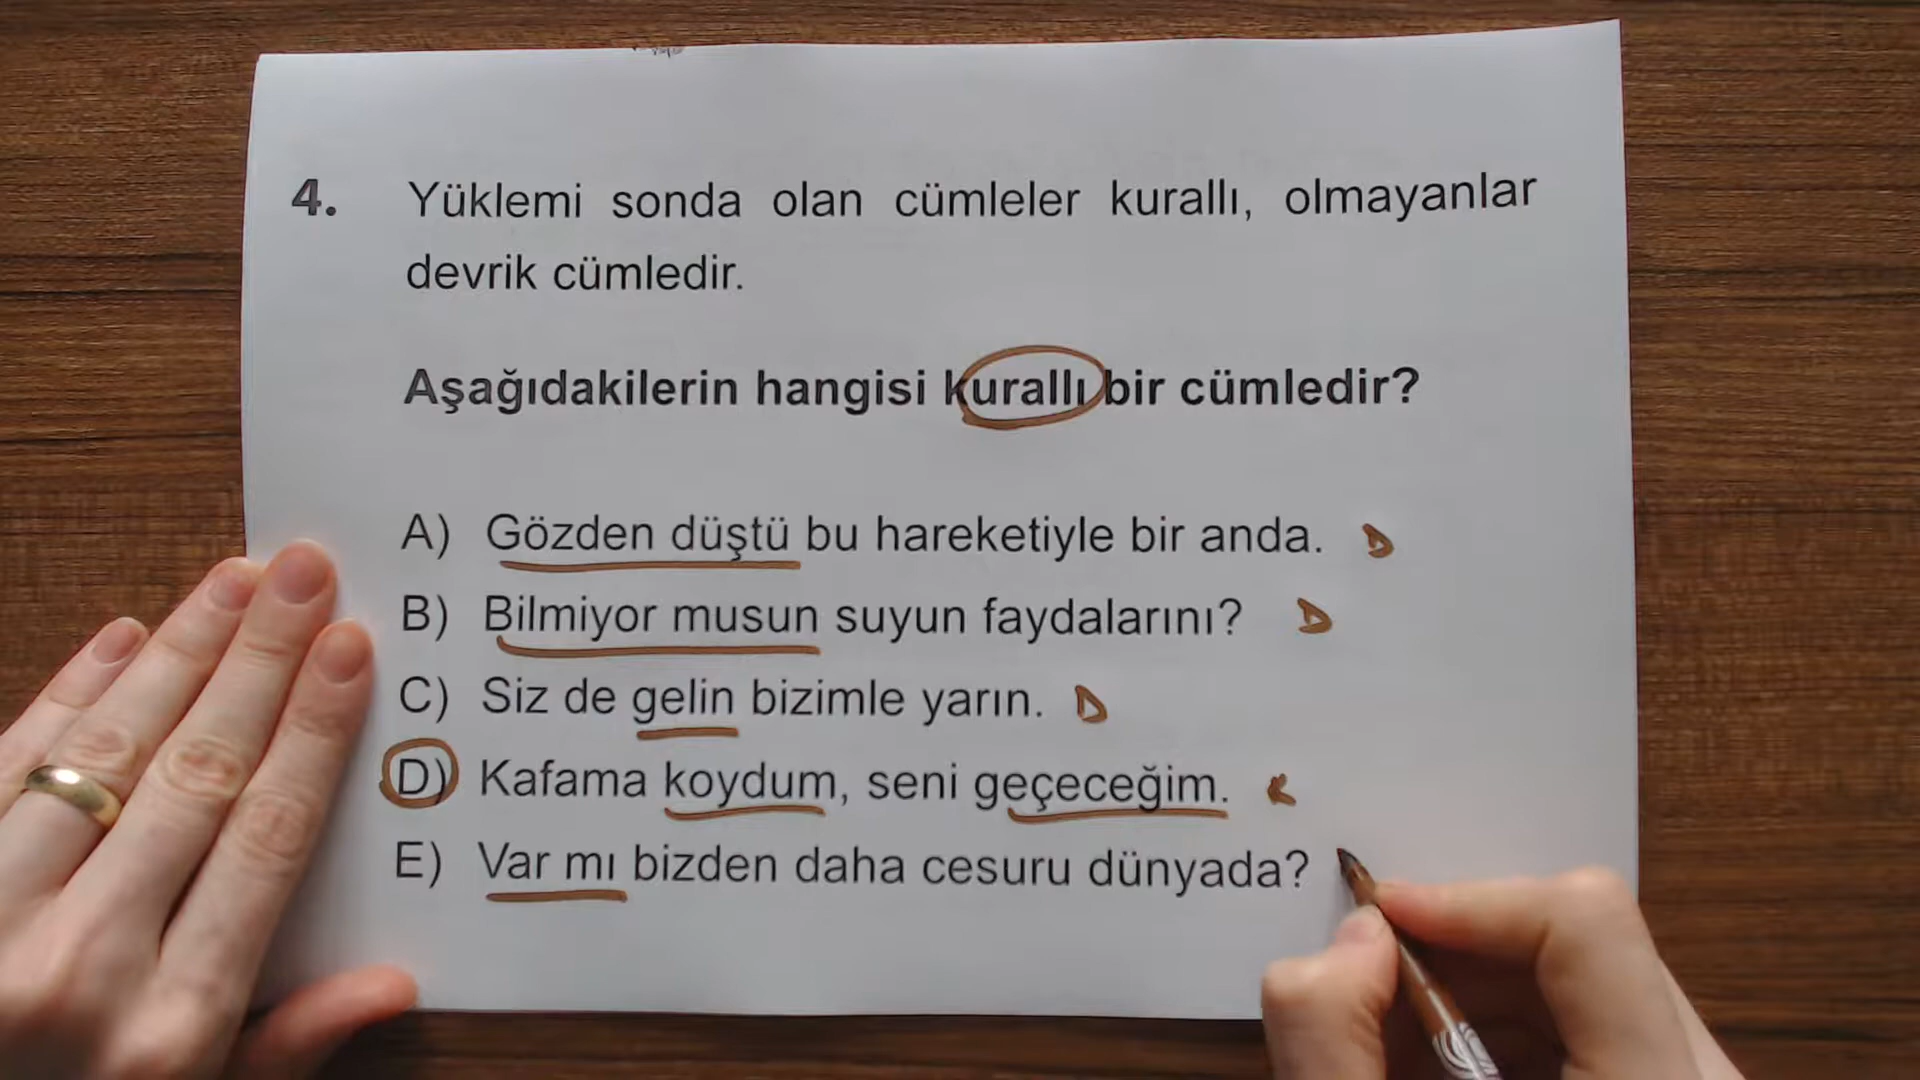 4. Yüklemi sonda olan cümleler kurallı, olmayanlar
devrik cümledir.
Aşağıdakilerin hangisi kurallı bir cümledir?
A) Gözden düştü bu hareketiyle bir anda. D
B) Bilmiyor musun suyun faydalarını? D
C) Siz de gelin bizimle yarın. D
D) Kafama koydum, seni geçeceğim. K
E) Var mı bizden daha cesuru dünyada?